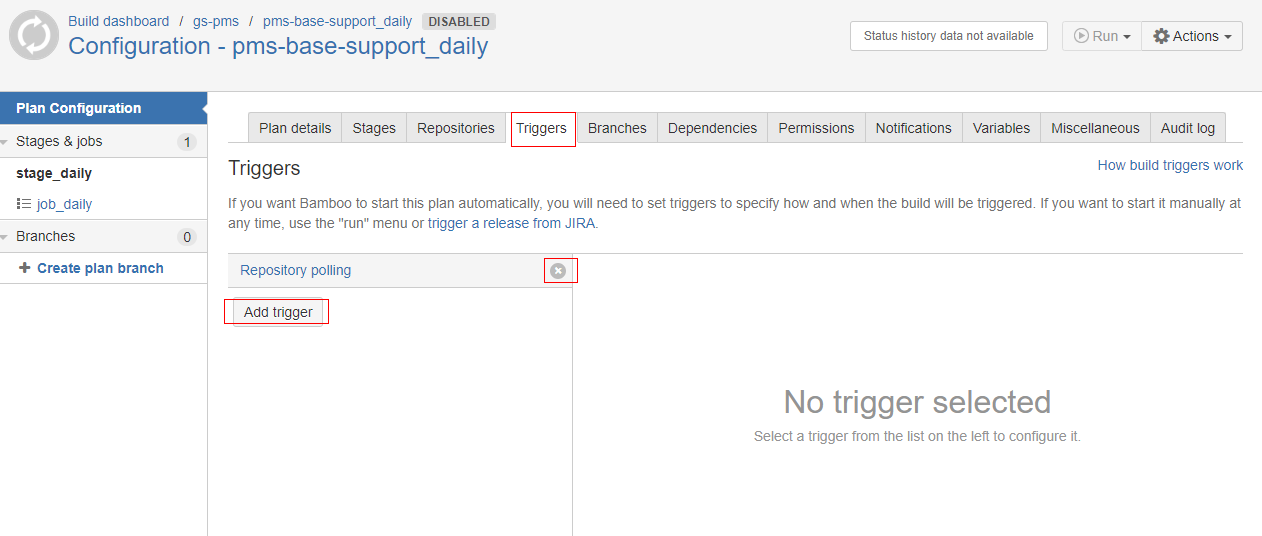 Build dashboard / gs-pms / pms-base-support_daily DISABLED
Configuration - pms-base-support_daily
Status history data not available
Run
Actions
Plan Configuration
Stages & jobs 1
stage_daily
job_daily
Branches 0
Create plan branch
Plan details Stages Repositories Triggers Branches Dependencies Permissions Notifications Variables Miscellaneous Audit log
Triggers
How build triggers work
If you want Bamboo to start this plan automatically, you will need to set triggers to specify how and when the build will be triggered. If you want to start it manually at
any time, use the "run" menu or trigger a release from JIRA.
Repository polling
Add trigger
No trigger selected
Select a trigger from the list on the left to configure it.